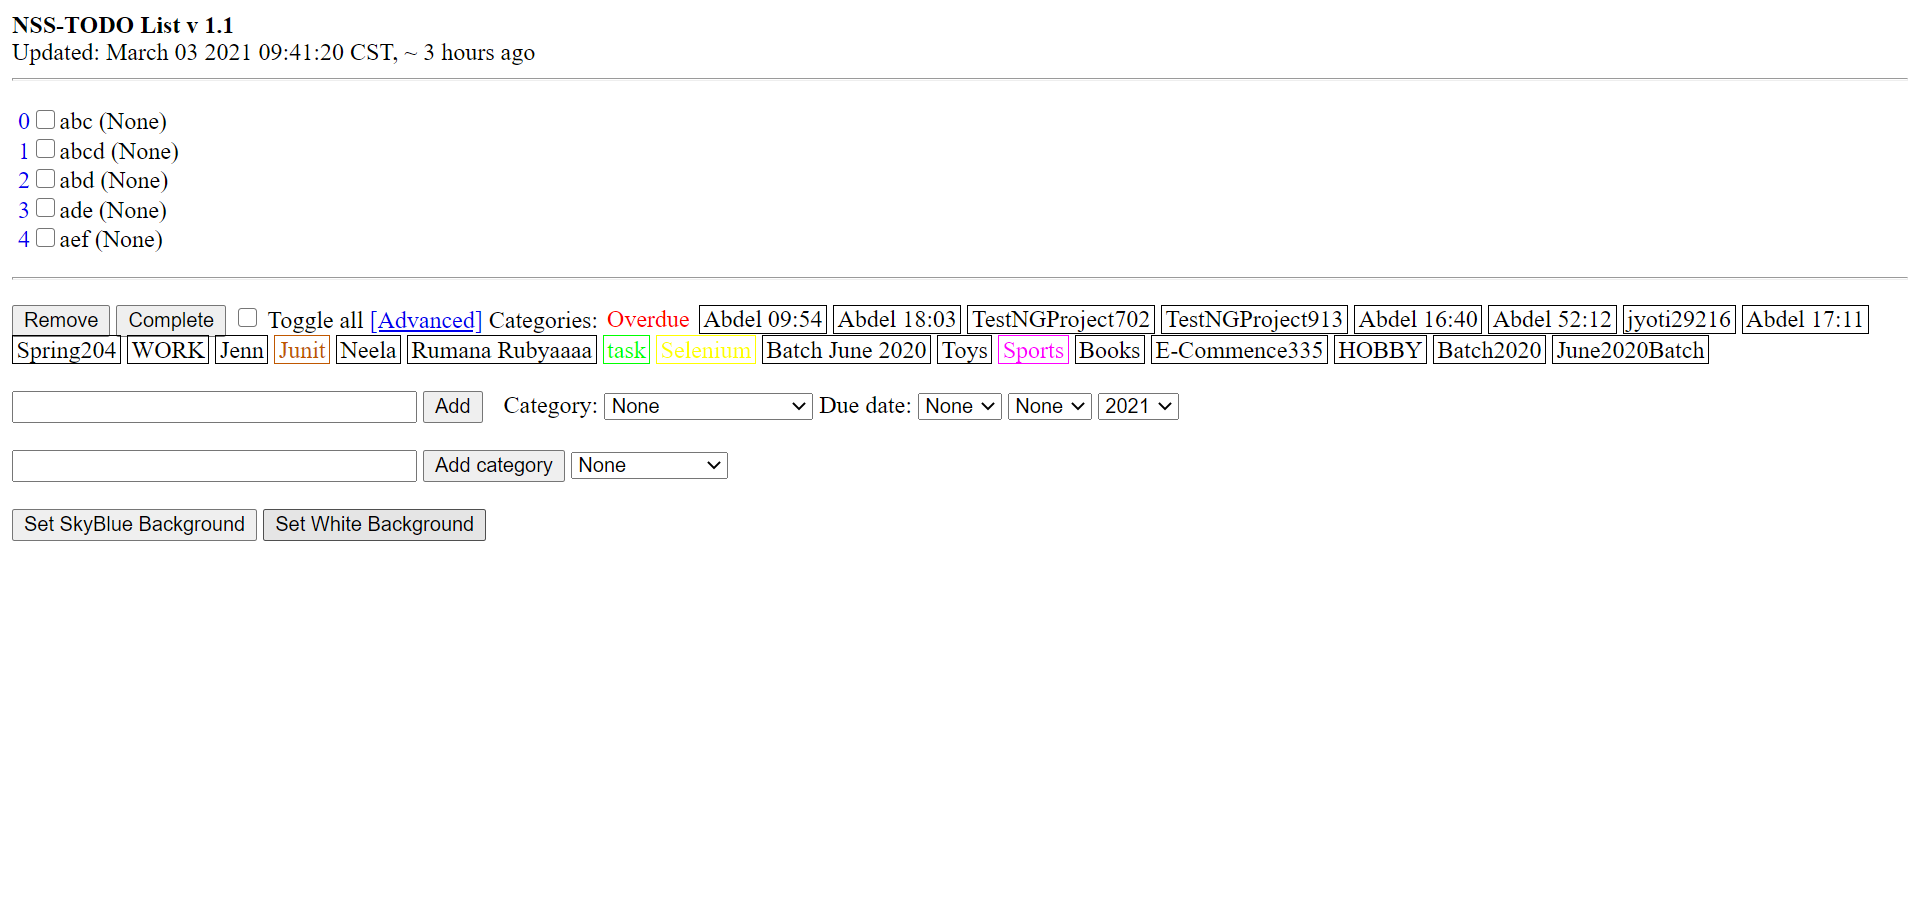 NSS-TODO List v 1.1
Updated: March 03 2021 09:41:20 CST, ~ 3 hours ago
0 abc (None)
1 abcd (None)
2 abd (None)
3 ade (None)
4 aef (None)
Remove Complete Toggle all [Advanced] Categories: Overdue Abdel 09:54 Abdel 18:03 TestNGProject702 TestNGProject913 Abdel 16:40 Abdel 52:12 jyoti29216 Abdel 17:11
Spring204 WORK Jenn Junit Neela Rumana Rubyaaaa task Selenium Batch June 2020 Toys Sports Books E-Commence335 HOBBY Batch2020 June2020Batch
Add Category: None Due date: None None 2021
Add category None
Set SkyBlue Background Set White Background